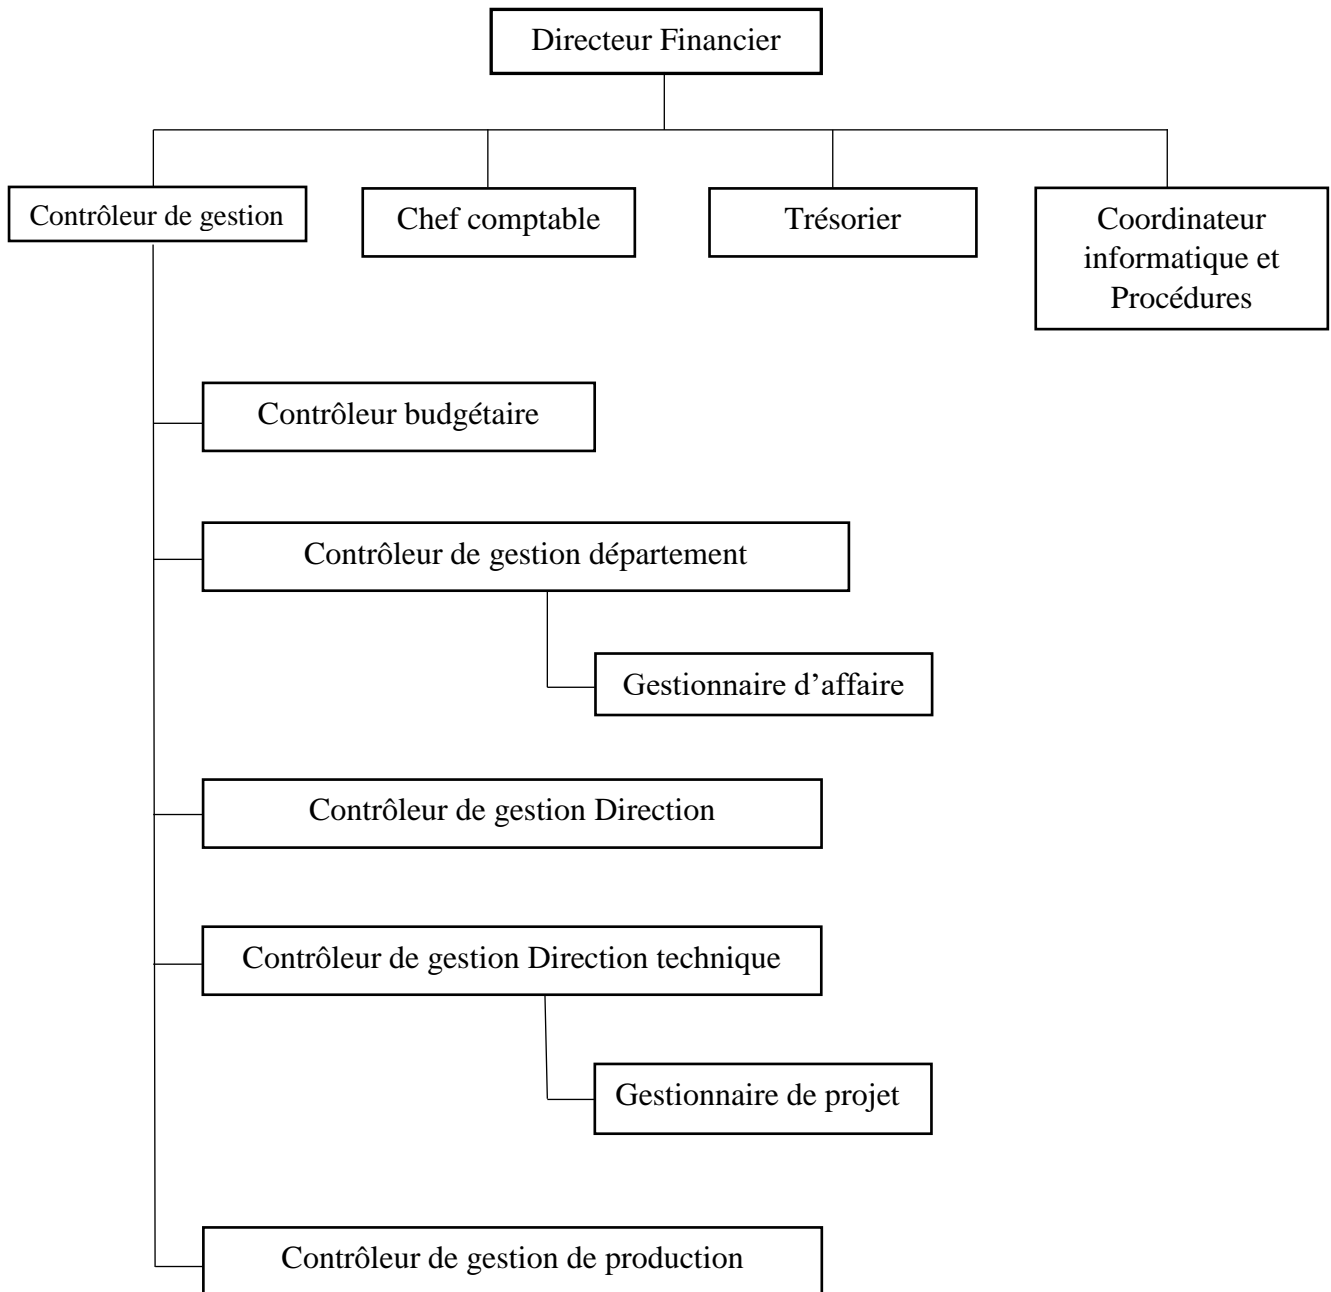 Directeur Financier
Contrôleur de gestion
Chef comptable
Trésorier
Coordinateur
informatique et
Procédures
Contrôleur budgétaire
Contrôleur de gestion département
Gestionnaire d’affaire
Contrôleur de gestion Direction
Contrôleur de gestion Direction technique
Gestionnaire de projet
Contrôleur de gestion de production